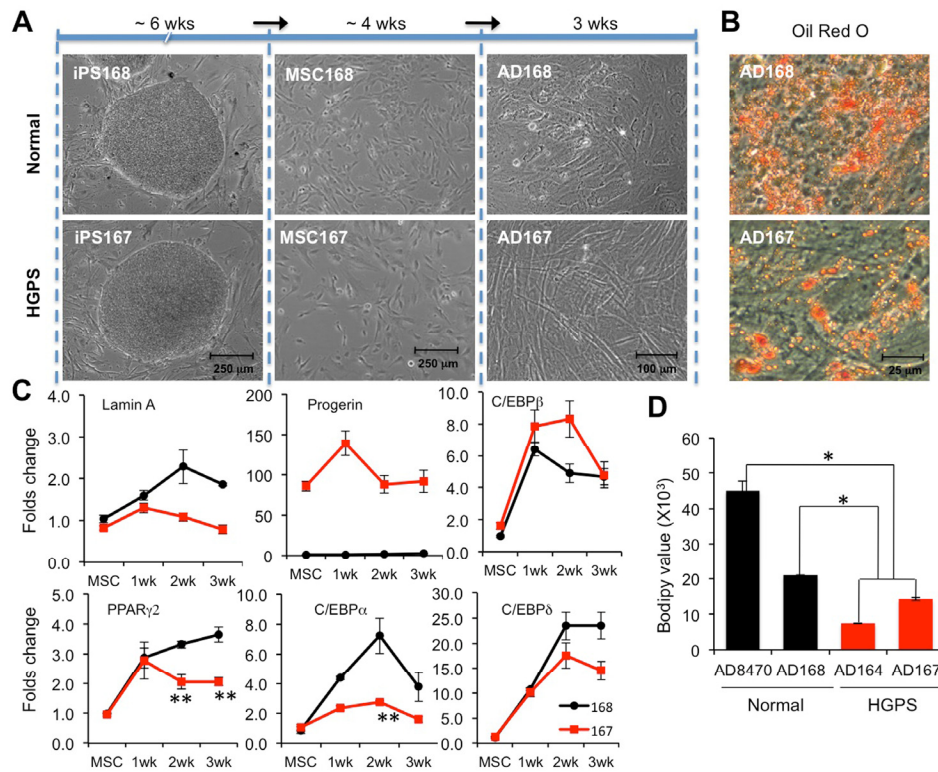 A
~ 6 wks
~ 4 wks
3 wks
Normal
iPS168
MSC168
AD168
HGPS
iPS167
MSC167
AD167
250 μm
250 μm
100 μm
B
Oil Red O
AD168
AD167
25 μm
C
Lamin A
Folds change
4.0
3.0
2.0
1.0
0.0
MSC 1wk 2wk 3wk
Progerin
200
150
100
50
0
MSC 1wk 2wk 3wk
C/EBPβ
10.0
8.0
6.0
4.0
2.0
0.0
MSC 1wk 2wk 3wk
PPARγ2
Folds change
5.0
4.0
3.0
2.0
1.0
0.0
** **
MSC 1wk 2wk 3wk
C/EBPα
10.0
8.0
6.0
4.0
2.0
0.0
**
MSC 1wk 2wk 3wk
C/EBPδ
30.0
25.0
20.0
15.0
10.0
5.0
0.0
168
167
MSC 1wk 2wk 3wk
D
Bodipy value (X10³)
60
50
40
30
20
10
0
*
*
AD8470 AD168 AD164 AD167
Normal HGPS